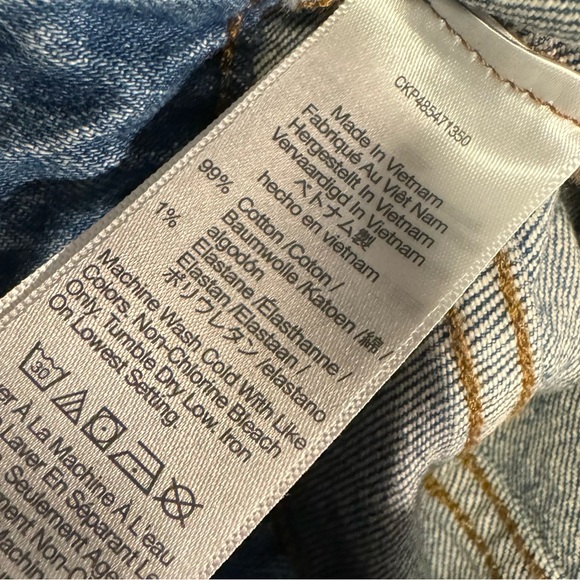 CKP485471350
Made In Vietnam
Fabriqué Au Viêt Nam
Hergestellt In Vietnam
Vervaardigd In Vietnam
ベトナム製
hecho en vietnam
99% Cotton /Coton /
Baumwolle /Katoen /綿 /
algodón
1% Elastane /Élasthanne /
Elastan /Elastaan /
ポリウレタン /elastano
Machine Wash Cold With Like
Colors, Non-Chlorine Bleach
Only, Tumble Dry Low. Iron
On Lowest Setting.
30
Laver À La Machine À L'eau
Laver En Séparant
Seulement